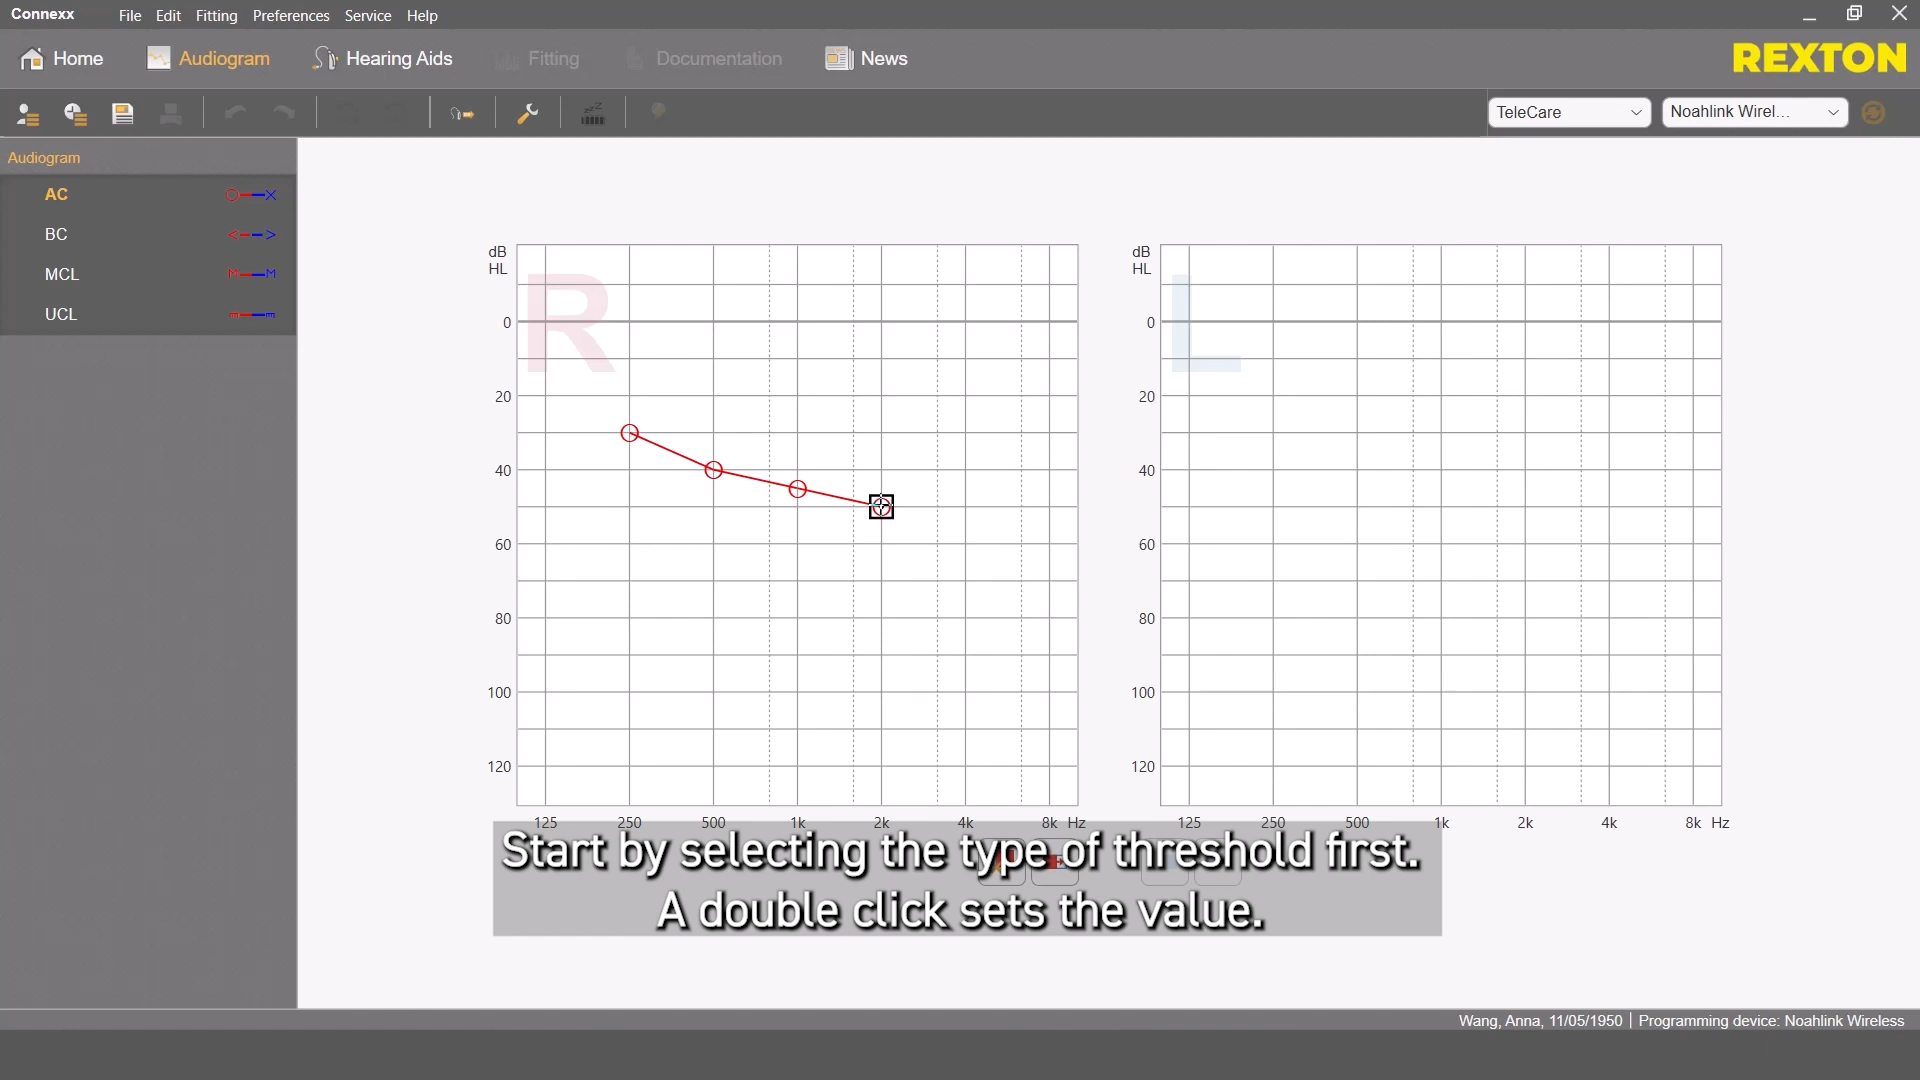 Connexx File Edit Fitting Preferences Service Help
Home Audiogram Hearing Aids Fitting Documentation News REXTON
TeleCare Noahlink Wirel...
Audiogram
AC
BC
MCL
UCL
R
dB
HL
0
20
40
60
80
100
120
125 250 500 1k 2k 4k 8k Hz
L
dB
HL
0
20
40
60
80
100
120
125 250 500 1k 2k 4k 8k Hz
Start by selecting the type of threshold first.
A double click sets the value.
Wang, Anna, 11/05/1950 | Programming device: Noahlink Wireless